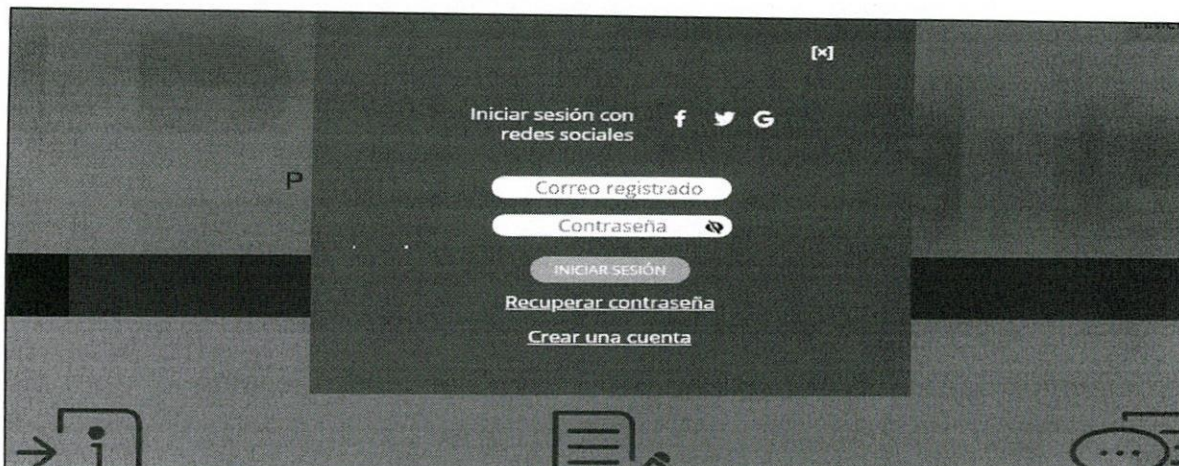 [×]
Iniciar sesión con
redes sociales
P
Correo registrado
Contraseña
INICIAR SESIÓN
Recuperar contraseña
Crear una cuenta